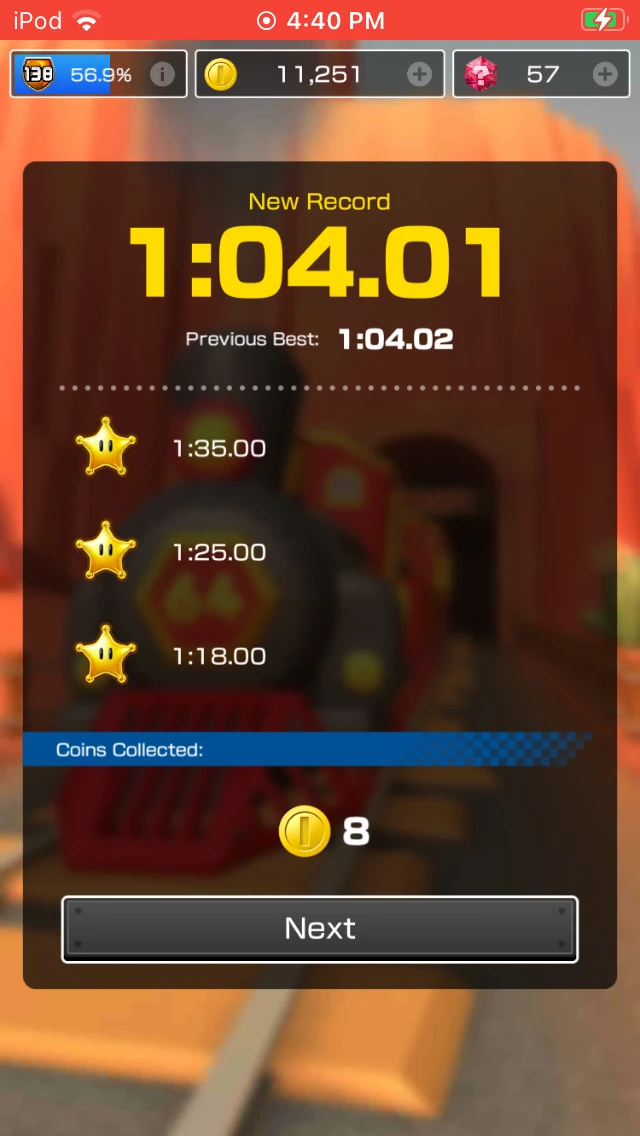 iPod 4:40 PM
138 56.9% i 11,251 57
New Record
1:04.01
Previous Best: 1:04.02
1:35.00
1:25.00
64
1:18.00
Coins Collected:
8
Next